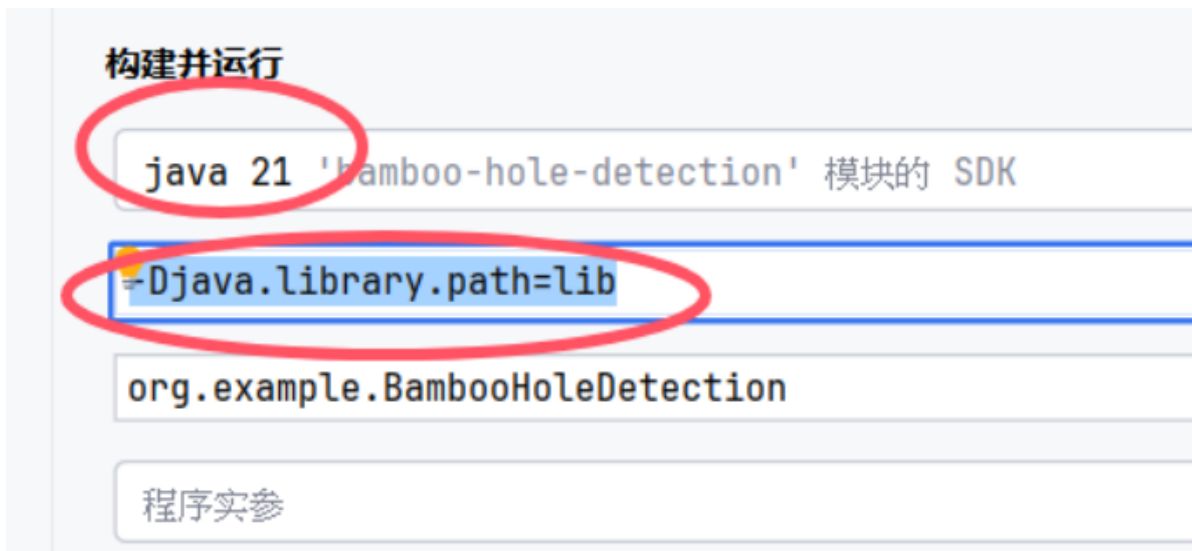 构建并运行
java 21 'bamboo-hole-detection' 模块的 SDK
-Djava.library.path=lib
org.example.BambooHoleDetection
程序实参